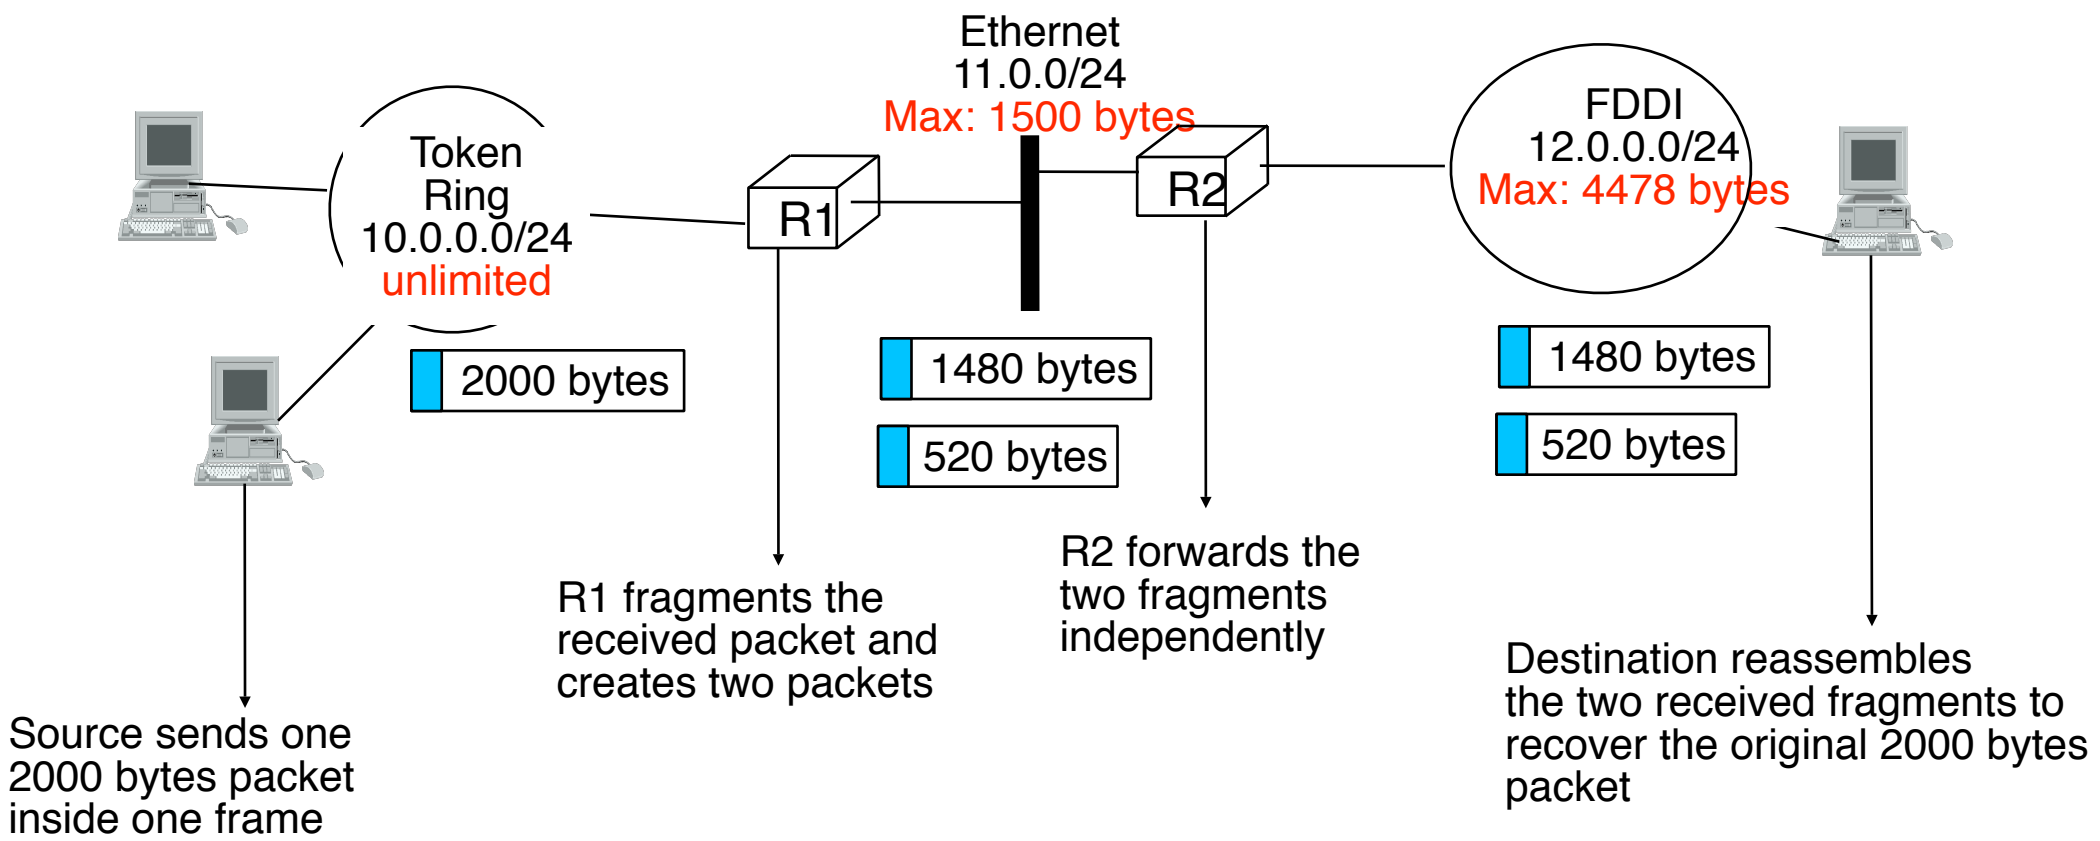 Ethernet
11.0.0/24
Max: 1500 bytes
Token
Ring
10.0.0.0/24
unlimited
R1
R2
FDDI
12.0.0.0/24
Max: 4478 bytes
2000 bytes
1480 bytes
520 bytes
1480 bytes
520 bytes
Source sends one
2000 bytes packet
inside one frame
R1 fragments the
received packet and
creates two packets
R2 forwards the
two fragments
independently
Destination reassembles
the two received fragments to
recover the original 2000 bytes
packet